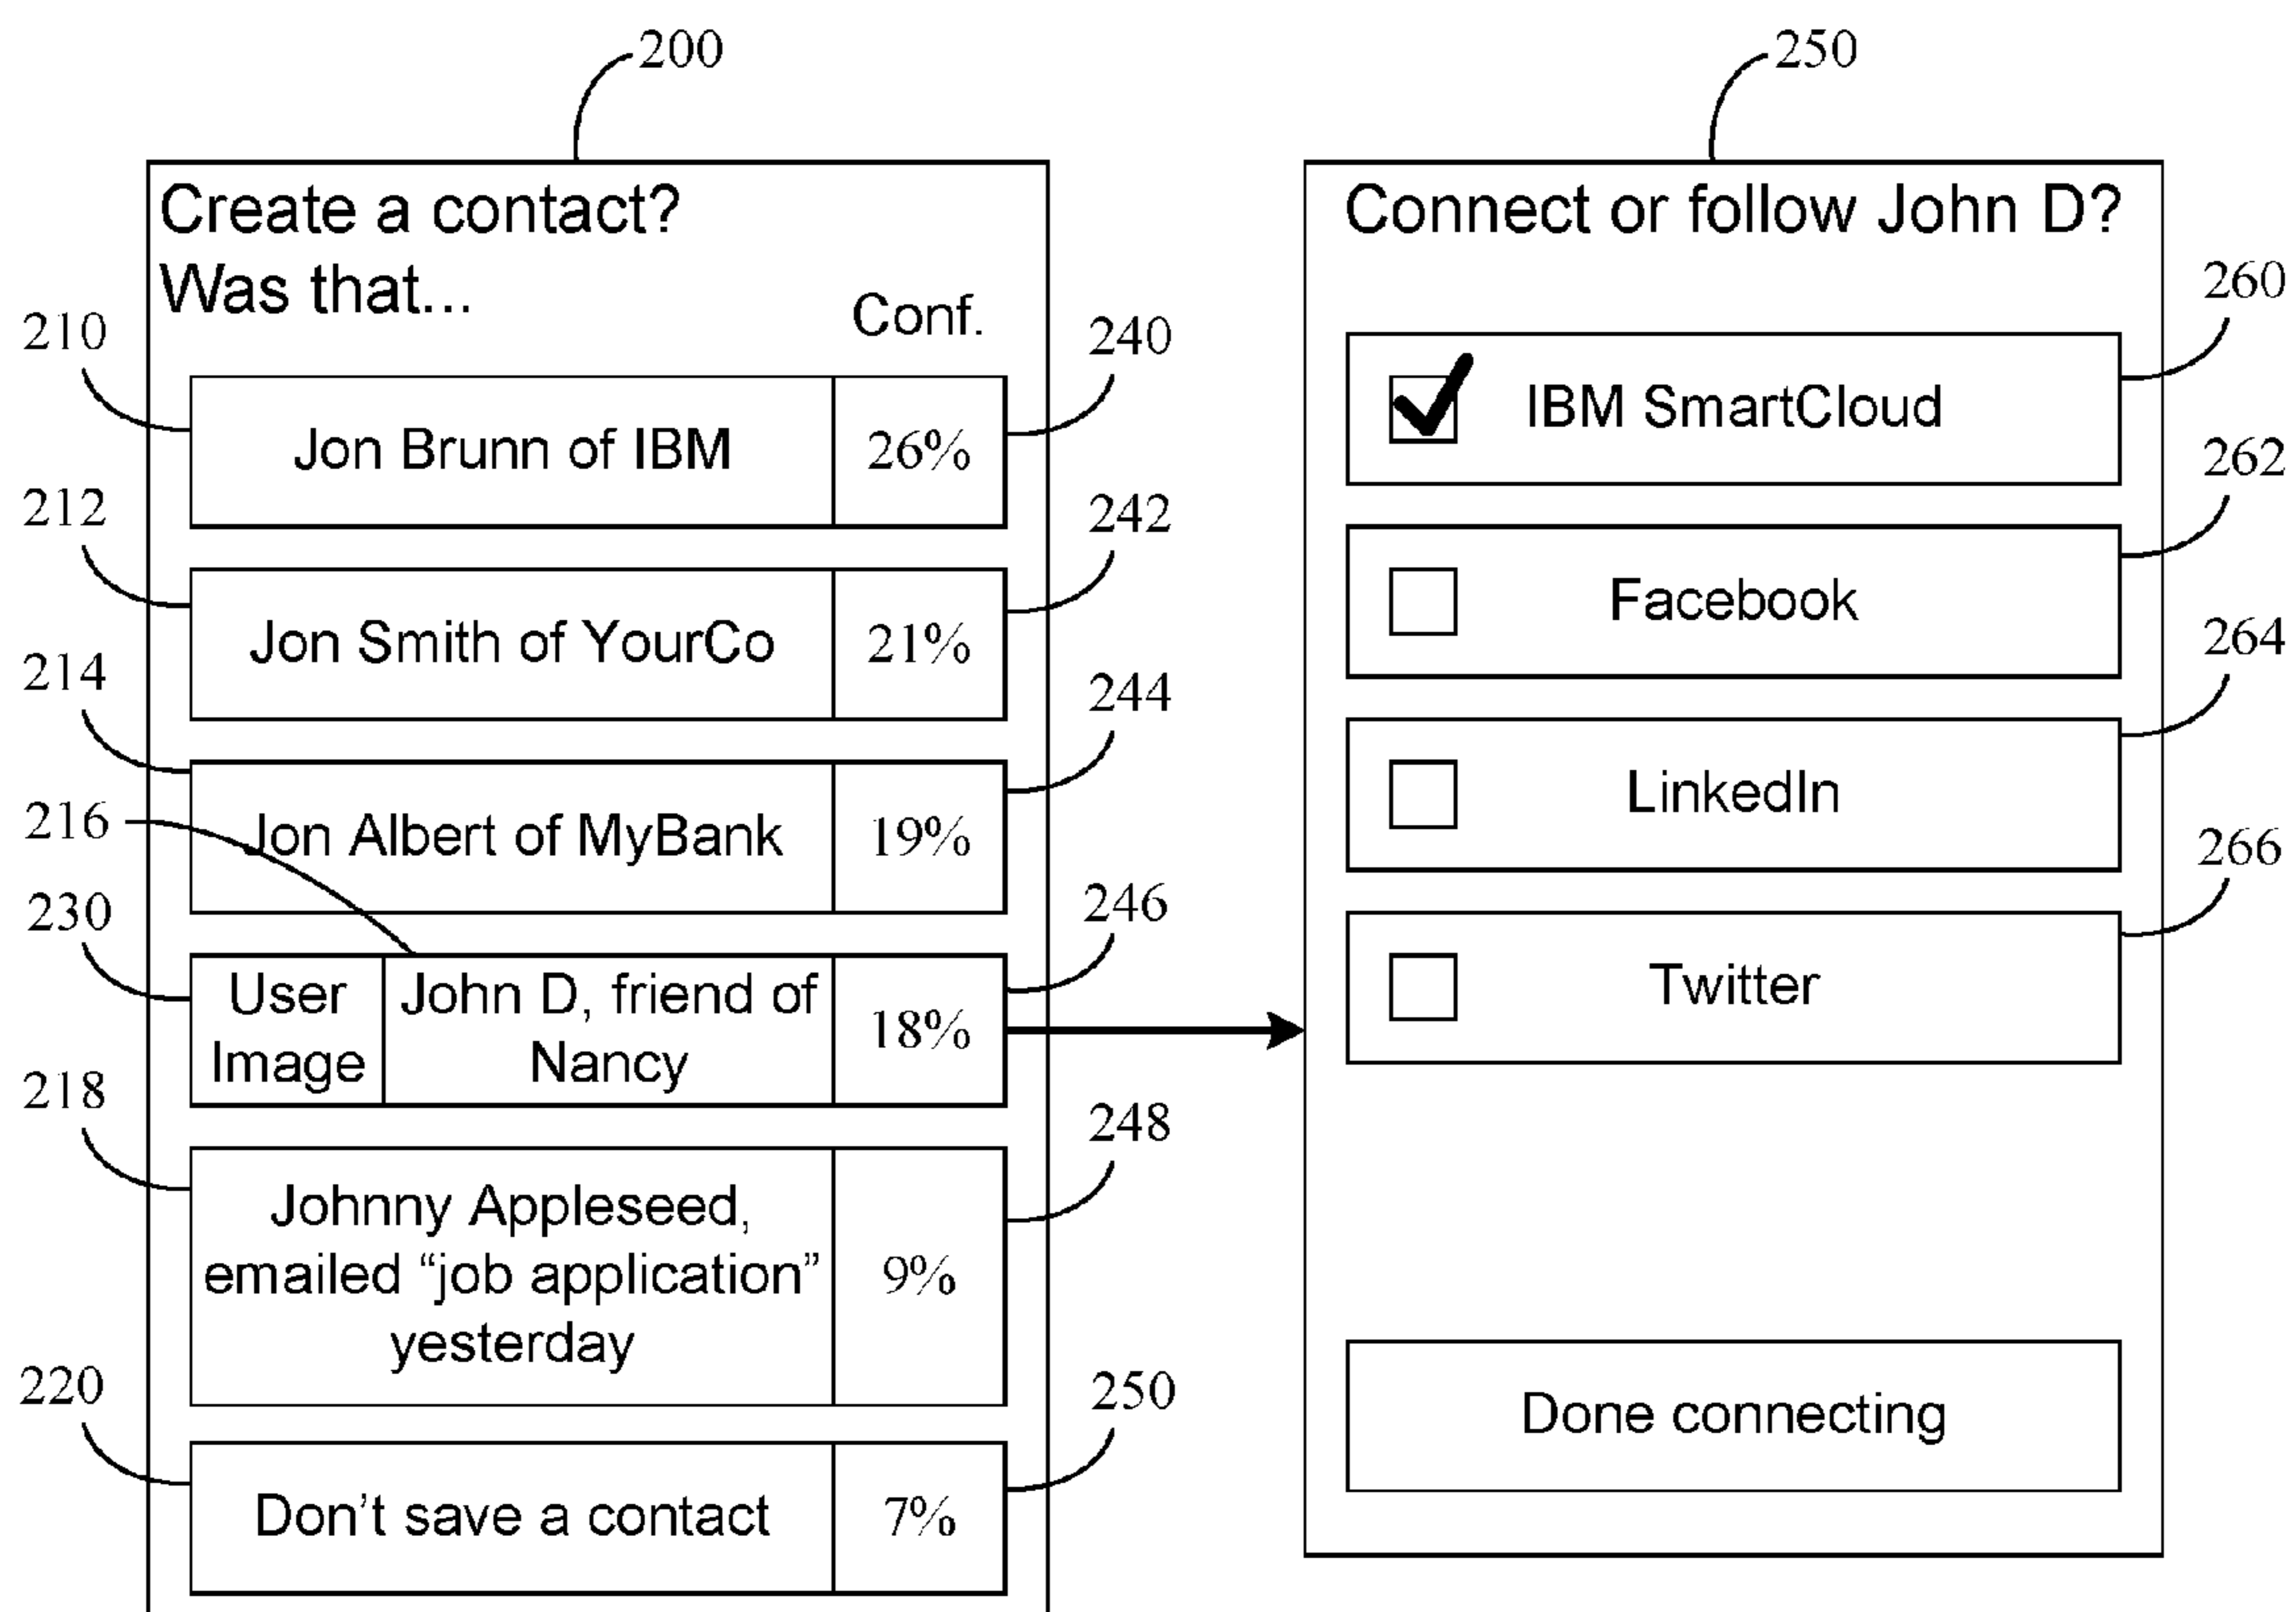 200
250
Create a contact?
Was that...
Conf.
210
Jon Brunn of IBM
26%
240
212
Jon Smith of YourCo
21%
242
214
Jon Albert of MyBank
19%
244
216
230
User
Image
John D, friend of
Nancy
18%
246
218
Johnny Appleseed,
emailed “job application”
yesterday
9%
248
220
Don’t save a contact
7%
250
Connect or follow John D?
260
IBM SmartCloud
262
Facebook
264
LinkedIn
266
Twitter
Done connecting